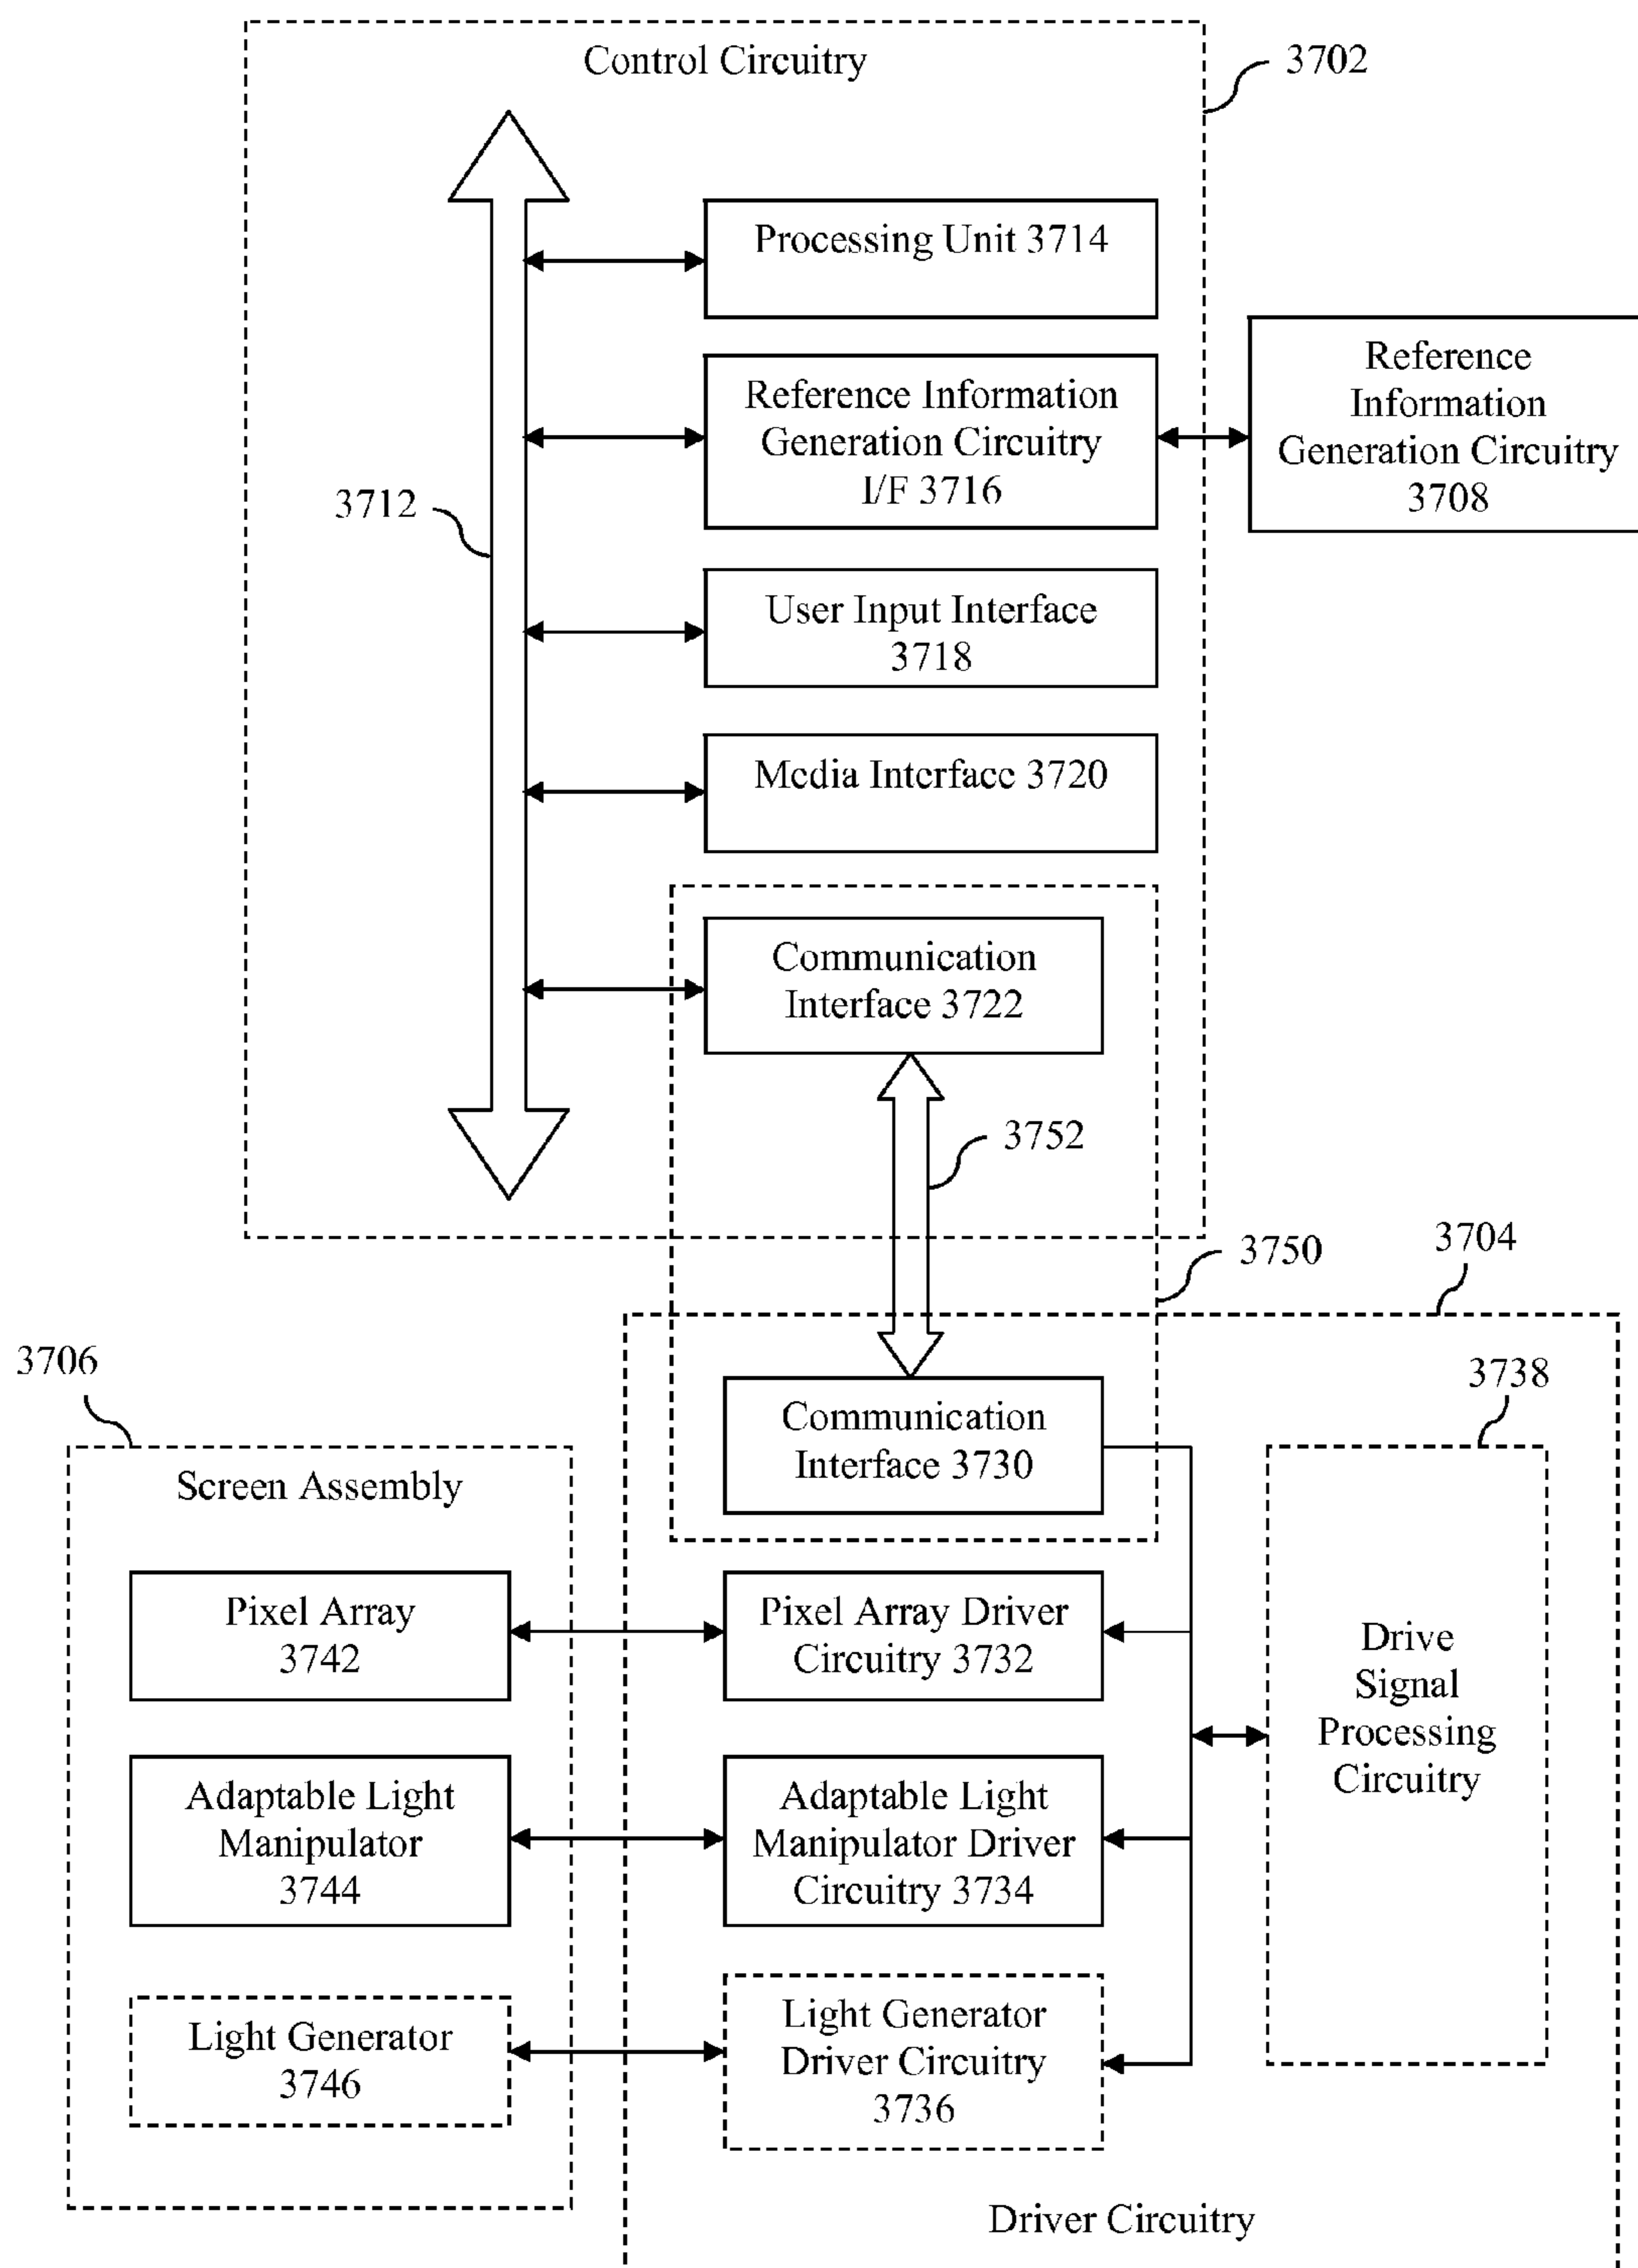 Control Circuitry
3702
Processing Unit 3714
Reference Information
Generation Circuitry
I/F 3716
Reference
Information
Generation Circuitry
3708
3712
User Input Interface
3718
Media Interface 3720
Communication
Interface 3722
3752
3750
3704
3706
3738
Communication
Interface 3730
Screen Assembly
Pixel Array
3742
Pixel Array Driver
Circuitry 3732
Drive
Signal
Processing
Circuitry
Adaptable Light
Manipulator
3744
Adaptable Light
Manipulator Driver
Circuitry 3734
Light Generator
3746
Light Generator
Driver Circuitry
3736
Driver Circuitry